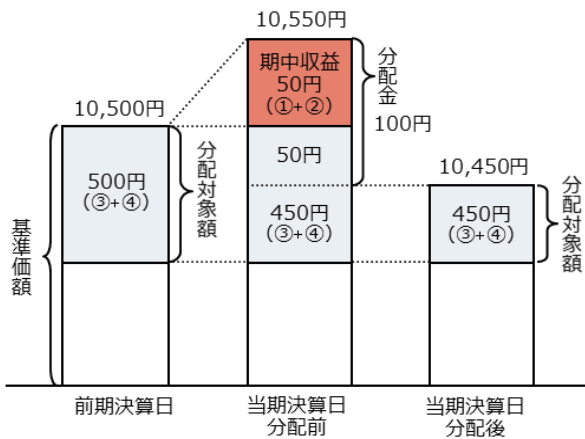 10,550円
期中収益
50円
(①+②)
分配金
100円
10,500円
500円
(③+④)
分配対象額
50円
450円
(③+④)
10,450円
450円
(③+④)
分配対象額
基準価額
前期決算日
当期決算日
分配前
当期決算日
分配後